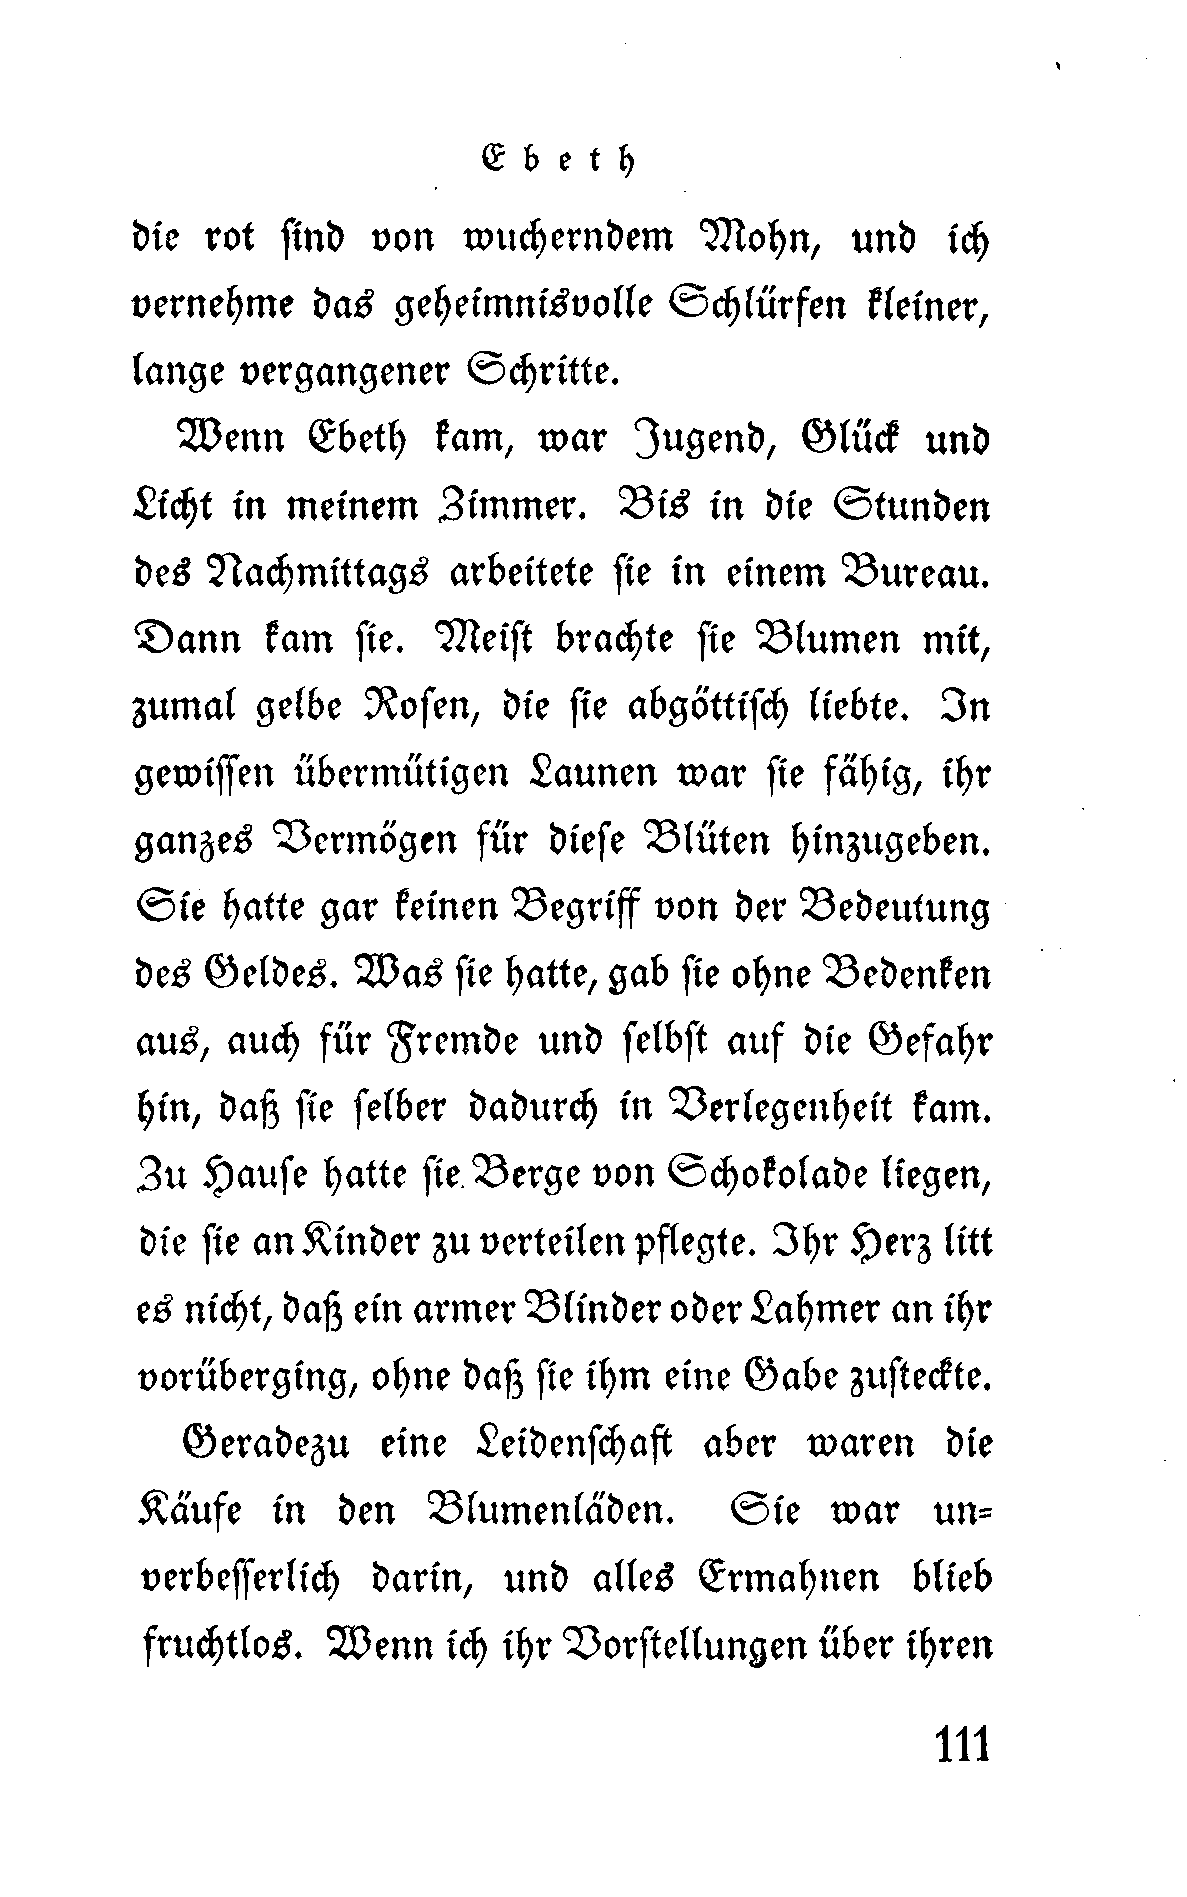 Ebeth
die rot ſind von wucherndem Mohn, und ich
vernehme das geheimnisvolle Schlürfen kleiner,
lange vergangener Schritte.
Wenn Ebeth kam, war Jugend, Glück und
Licht in meinem Zimmer. Bis in die Stunden
des Nachmittags arbeitete ſie in einem Bureau.
Dann kam ſie. Meiſt brachte ſie Blumen mit,
zumal gelbe Roſen, die ſie abgöttiſch liebte. In
gewiſſen übermütigen Launen war ſie fähig, ihr
ganzes Vermögen für dieſe Blüten hinzugeben.
Sie hatte gar keinen Begriff von der Bedeutung
des Geldes. Was ſie hatte, gab ſie ohne Bedenken
aus, auch für Fremde und ſelbſt auf die Gefahr
hin, daß ſie ſelber dadurch in Verlegenheit kam.
Zu Hauſe hatte ſie Berge von Schokolade liegen,
die ſie an Kinder zu verteilen pflegte. Ihr Herz litt
es nicht, daß ein armer Blinder oder Lahmer an ihr
vorüberging, ohne daß ſie ihm eine Gabe zuſteckte.
Geradezu eine Leidenſchaft aber waren die
Käufe in den Blumenläden. Sie war un⸗
verbeſſerlich darin, und alles Ermahnen blieb
fruchtlos. Wenn ich ihr Vorſtellungen über ihren
111